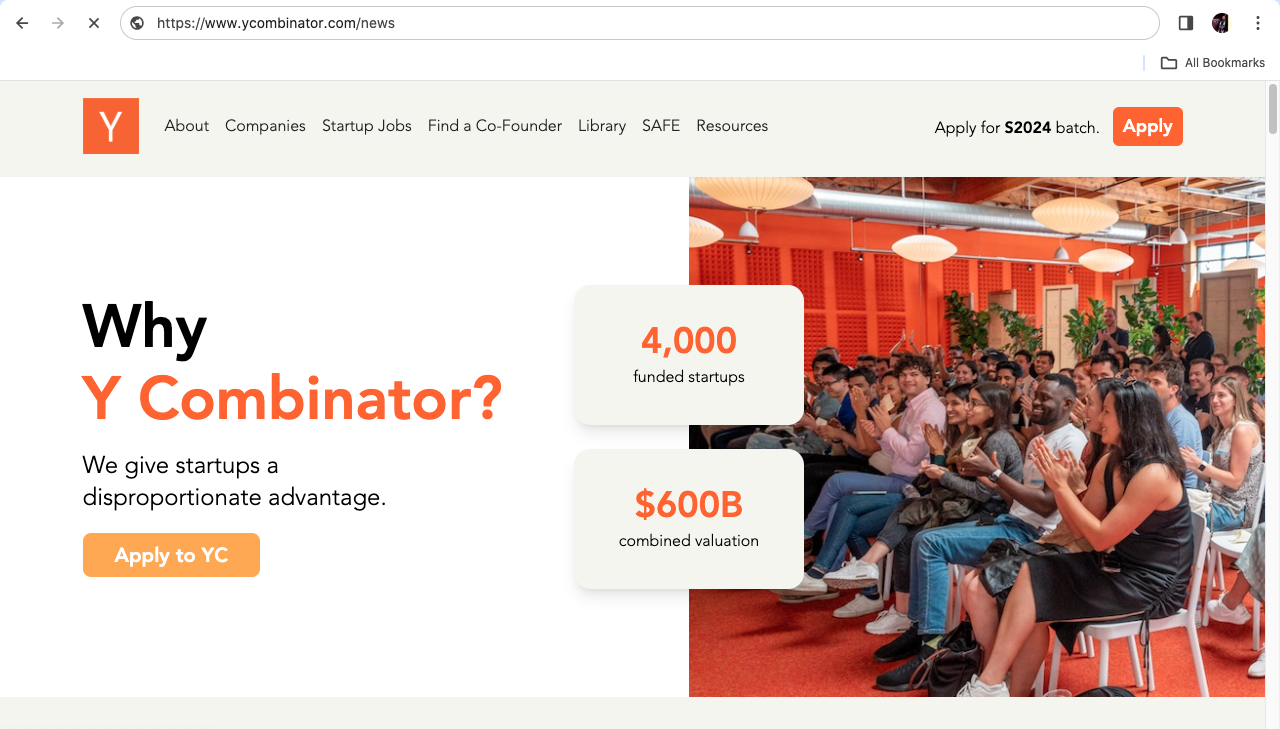 https://www.ycombinator.com/news
All Bookmarks
Y
About Companies Startup Jobs Find a Co-Founder Library SAFE Resources
Apply for S2024 batch. Apply
Why
Y Combinator?
We give startups a
disproportionate advantage.
Apply to YC
4,000
funded startups
$600B
combined valuation